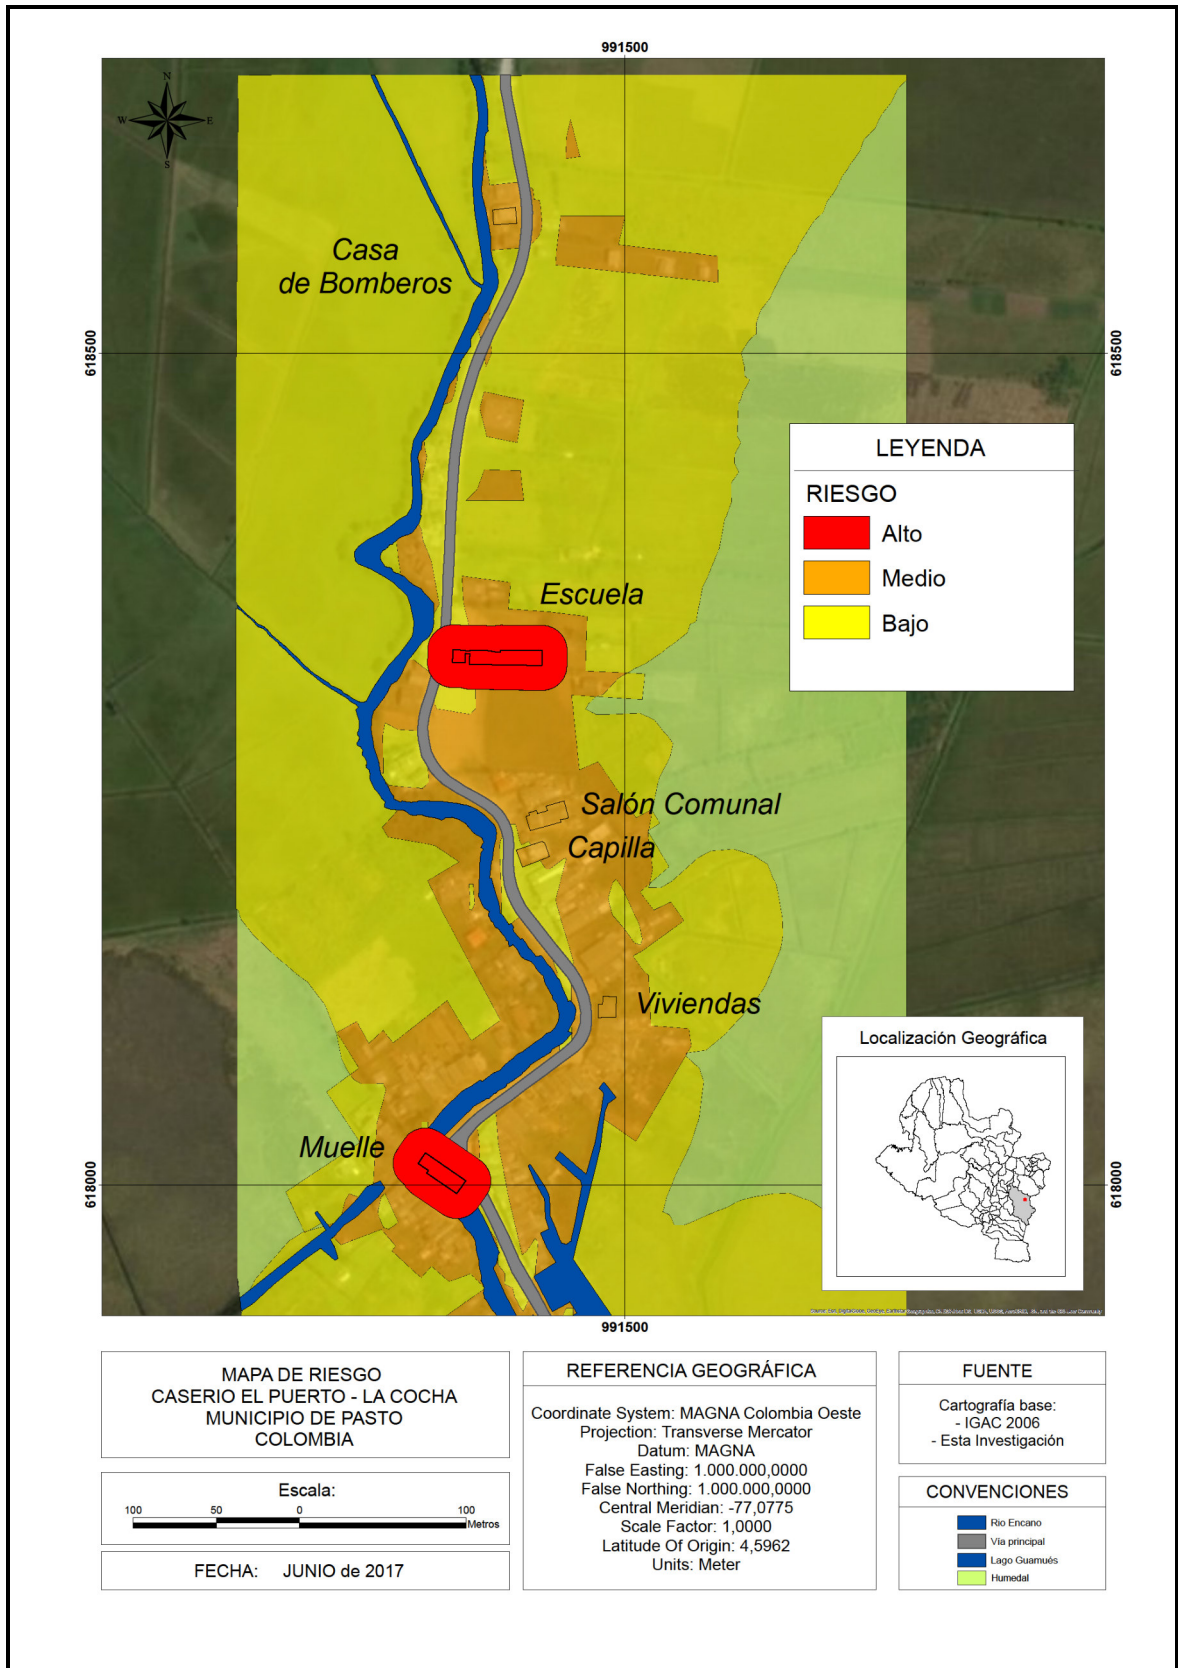 991500
N
W
E
S
Casa
de Bomberos
618500
618500
LEYENDA
RIESGO
Alto
Medio
Bajo
Escuela
Salón Comunal
Capilla
Viviendas
Localización Geográfica
Muelle
618000
618000
991500
MAPA DE RIESGO
CASERIO EL PUERTO - LA COCHA
MUNICIPIO DE PASTO
COLOMBIA
Escala:
100 50 0 100
Metros
FECHA: JUNIO de 2017
REFERENCIA GEOGRÁFICA
Coordinate System: MAGNA Colombia Oeste
Projection: Transverse Mercator
Datum: MAGNA
False Easting: 1.000.000,0000
False Northing: 1.000.000,0000
Central Meridian: -77,0775
Scale Factor: 1,0000
Latitude Of Origin: 4,5962
Units: Meter
FUENTE
Cartografía base:
- IGAC 2006
- Esta Investigación
CONVENCIONES
Rio Encano
Vía principal
Lago Guamués
Humedal